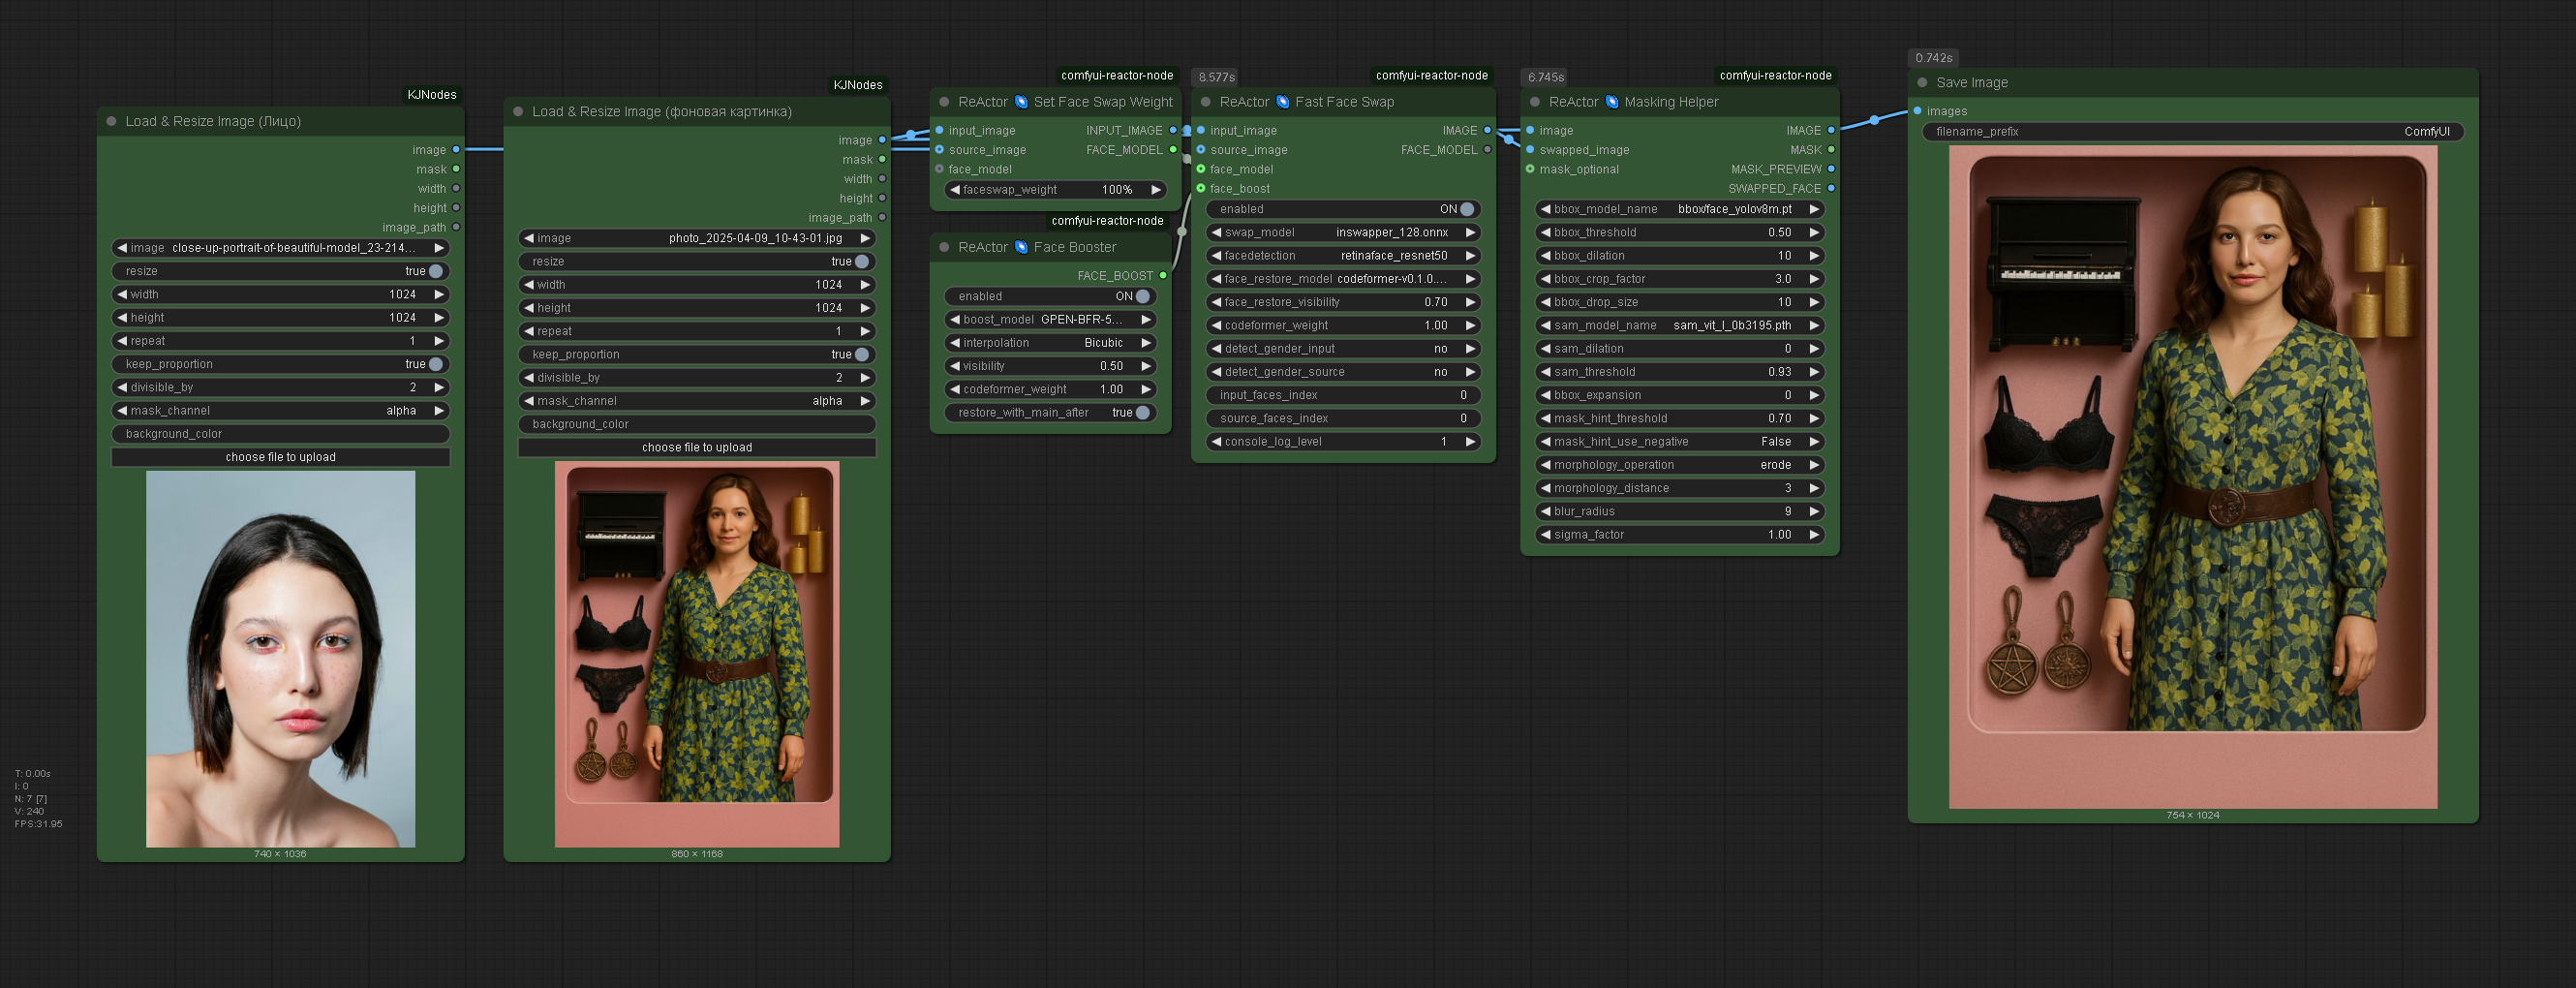 KJNodes
Load & Resize Image (Лицо)
image
mask
width
height
image_path
image close-up-portrait-of-beautiful-model_23-214...
resize true
width 1024
height 1024
repeat 1
keep_proportion true
divisible_by 2
mask_channel alpha
background_color
choose file to upload
740 × 1036
KJNodes
Load & Resize Image (фоновая картинка)
image
mask
width
height
image_path
image photo_2025-04-09_10-43-01.jpg
resize true
width 1024
height 1024
repeat 1
keep_proportion true
divisible_by 2
mask_channel alpha
background_color
choose file to upload
860 × 1168
comfyui-reactor-node
ReActor Set Face Swap Weight
input_image INPUT_IMAGE
source_image FACE_MODEL
face_model
faceswap_weight 100%
comfyui-reactor-node
ReActor Face Booster
FACE_BOOST
enabled ON
boost_model GPEN-BFR-5...
interpolation Bicubic
visibility 0.50
codeformer_weight 1.00
restore_with_main_after true
8.577s
comfyui-reactor-node
ReActor Fast Face Swap
input_image IMAGE
source_image FACE_MODEL
face_model
face_boost
enabled ON
swap_model inswapper_128.onnx
facedetection retinaface_resnet50
face_restore_model codeformer-v0.1.0....
face_restore_visibility 0.70
codeformer_weight 1.00
detect_gender_input no
detect_gender_source no
input_faces_index 0
source_faces_index 0
console_log_level 1
6.745s
comfyui-reactor-node
ReActor Masking Helper
image IMAGE
swapped_image MASK
mask_optional MASK_PREVIEW
SWAPPED_FACE
bbox_model_name bbox/face_yolov8m.pt
bbox_threshold 0.50
bbox_dilation 10
bbox_crop_factor 3.0
bbox_drop_size 10
sam_model_name sam_vit_l_0b3195.pth
sam_dilation 0
sam_threshold 0.93
bbox_expansion 0
mask_hint_threshold 0.70
mask_hint_use_negative False
morphology_operation erode
morphology_distance 3
blur_radius 9
sigma_factor 1.00
0.742s
Save Image
images
filename_prefix ComfyUI
754 × 1024
T: 0.00s
I: 0
N: 7 [7]
V: 240
FPS:31.95